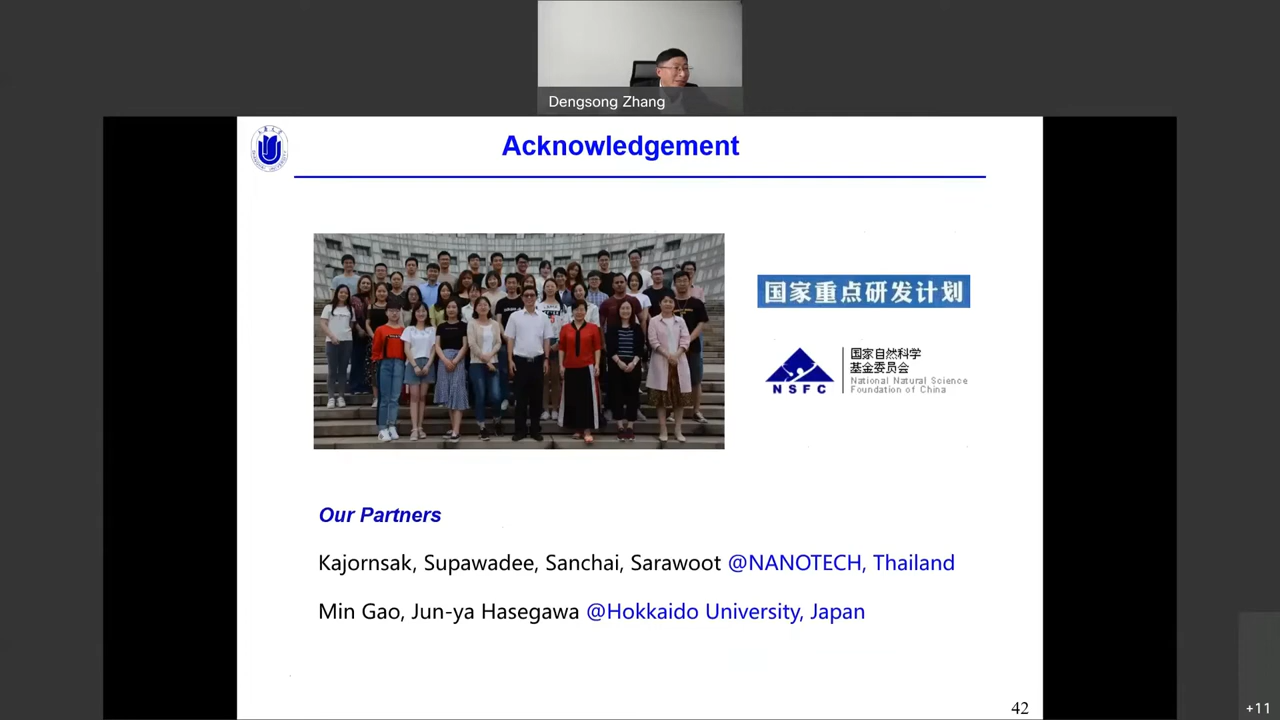 Dengsong Zhang
Acknowledgement
国家重点研发计划
NSFC
国家自然科学
基金委员会
National Natural Science
Foundation of China
Our Partners
Kajornsak, Supawadee, Sanchai, Sarawoot @NANOTECH, Thailand
Min Gao, Jun-ya Hasegawa @Hokkaido University, Japan
42
+11